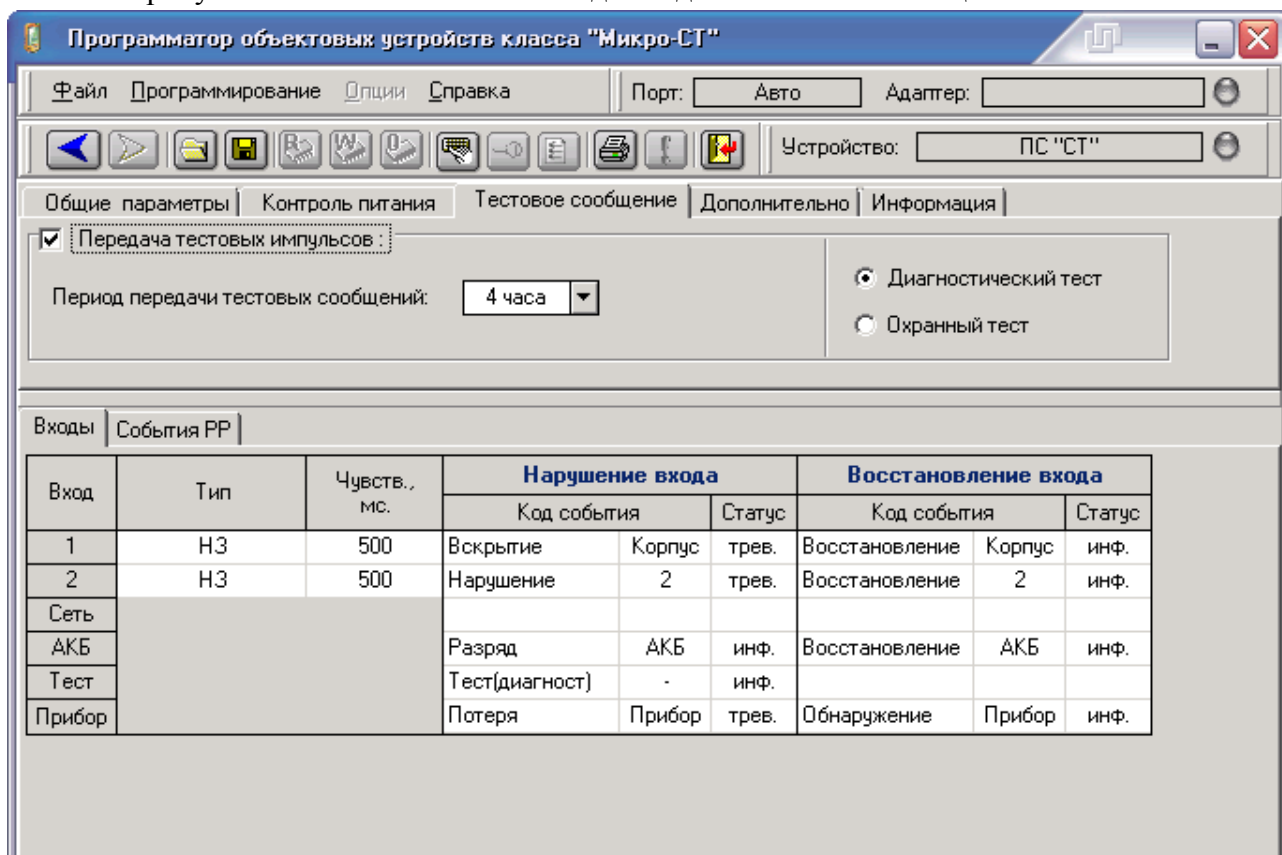 Программатор объектовых устройств класса "Микро-СТ"
Файл Программирование Опции Справка Порт: Авто Адаптер:
Устройство: ПС "СТ"
Общие параметры Контроль питания Тестовое сообщение Дополнительно Информация
Передача тестовых импульсов :
Период передачи тестовых сообщений: 4 часа
Диагностический тест
Охранный тест
Входы События РР
Вход Тип Чувств., мс. Нарушение входа Восстановление входа
Код события Статус Код события Статус
1 НЗ 500 Вскрытие Корпус трев. Восстановление Корпус инф.
2 НЗ 500 Нарушение 2 трев. Восстановление 2 инф.
Сеть
АКБ Разряд АКБ инф. Восстановление АКБ инф.
Тест Тест(диагност) - инф.
Прибор Потеря Прибор трев. Обнаружение Прибор инф.